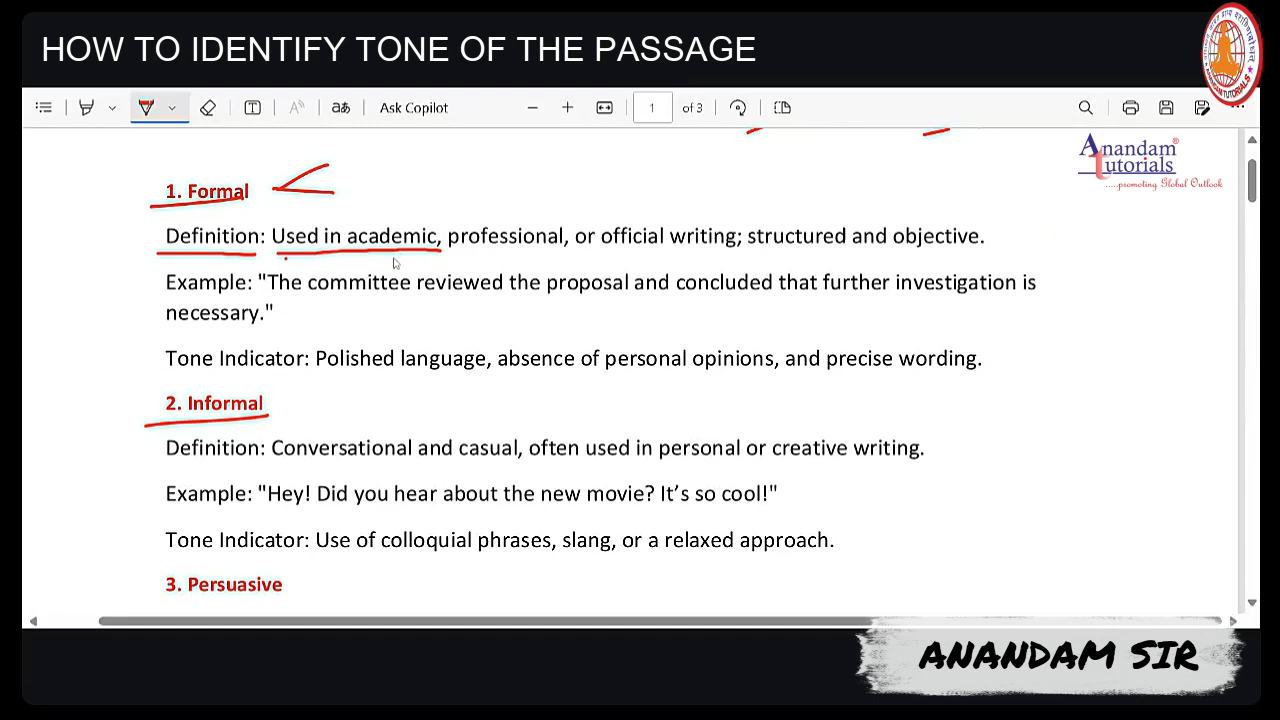 HOW TO IDENTIFY TONE OF THE PASSAGE
Ask Copilot
1
of 3
Anandam®
Tutorials
.....promoting Global Outlook
1. Formal
Definition: Used in academic, professional, or official writing; structured and objective.
Example: "The committee reviewed the proposal and concluded that further investigation is
necessary."
Tone Indicator: Polished language, absence of personal opinions, and precise wording.
2. Informal
Definition: Conversational and casual, often used in personal or creative writing.
Example: "Hey! Did you hear about the new movie? It’s so cool!"
Tone Indicator: Use of colloquial phrases, slang, or a relaxed approach.
3. Persuasive
ANANDAM SIR